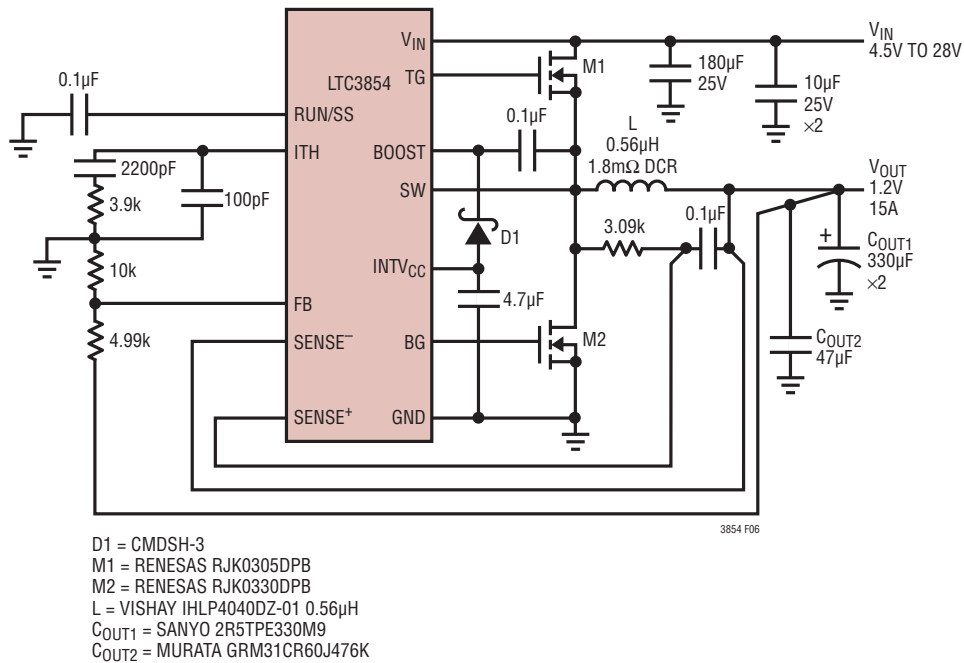 LTC3854
V_IN
TG
RUN/SS
ITH
BOOST
SW
INTV_CC
FB
SENSE⁻
BG
SENSE⁺
GND
0.1µF
2200pF
3.9k
100pF
10k
4.99k
M1
180µF
25V
10µF
25V
×2
V_IN
4.5V TO 28V
0.1µF
L
0.56µH
1.8mΩ DCR
D1
4.7µF
3.09k
0.1µF
M2
V_OUT
1.2V
15A
+
C_OUT1
330µF
×2
C_OUT2
47µF
3854 F06
D1 = CMDSH-3
M1 = RENESAS RJK0305DPB
M2 = RENESAS RJK0330DPB
L = VISHAY IHLP4040DZ-01 0.56µH
C_OUT1 = SANYO 2R5TPE330M9
C_OUT2 = MURATA GRM31CR60J476K